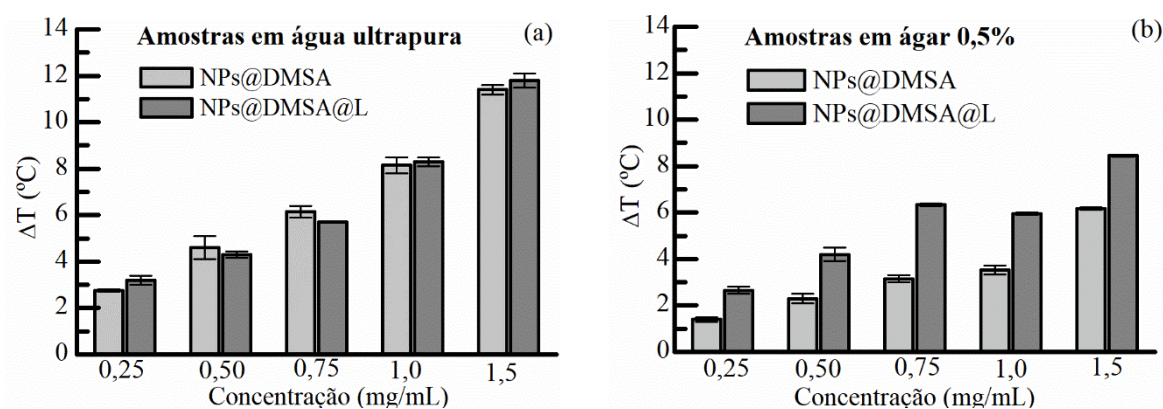 14
12
10
8
6
4
2
0
ΔT (ºC)
Amostras em água ultrapura
(a)
NPs@DMSA
NPs@DMSA@L
0,25 0,50 0,75 1,0 1,5
Concentração (mg/mL)
14
12
10
8
6
4
2
0
ΔT (ºC)
Amostras em ágar 0,5%
(b)
NPs@DMSA
NPs@DMSA@L
0,25 0,50 0,75 1,0 1,5
Concentração (mg/mL)